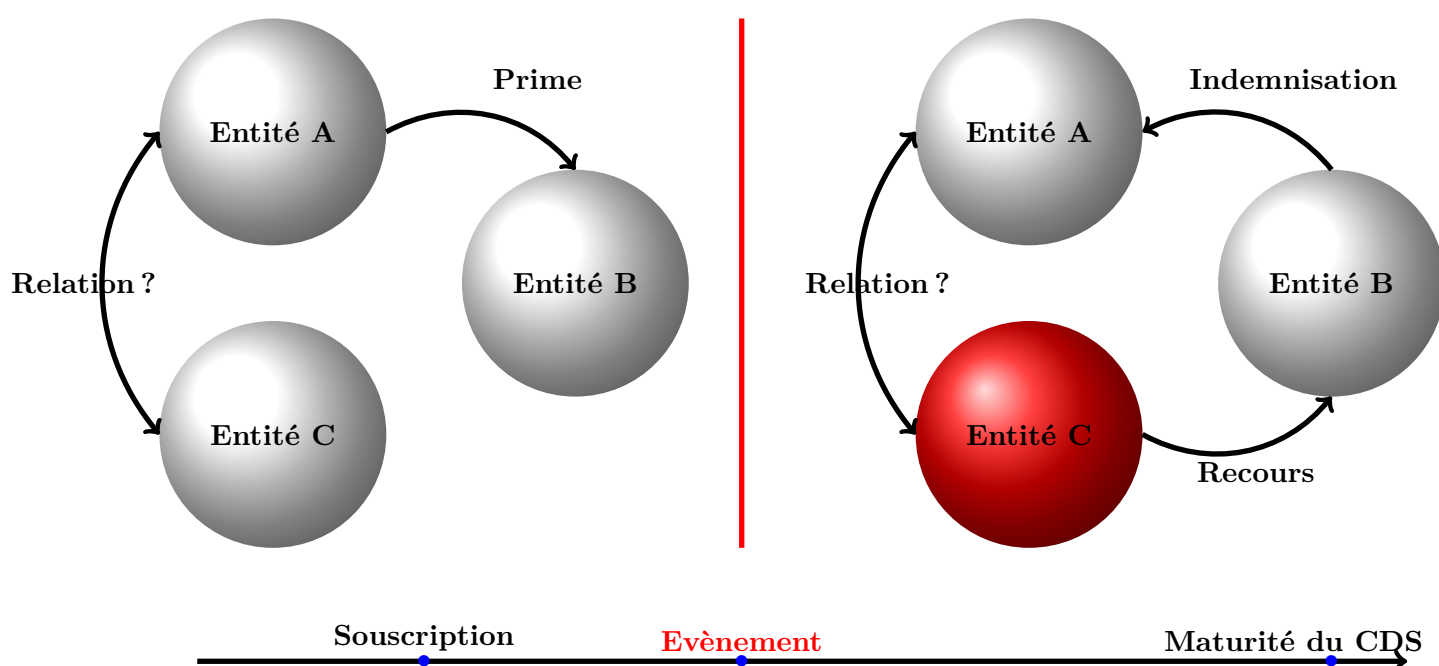 Prime
Entité A
Relation ?
Entité B
Entité C
Indemnisation
Entité A
Relation ?
Entité B
Entité C
Recours
Souscription
Evènement
Maturité du CDS